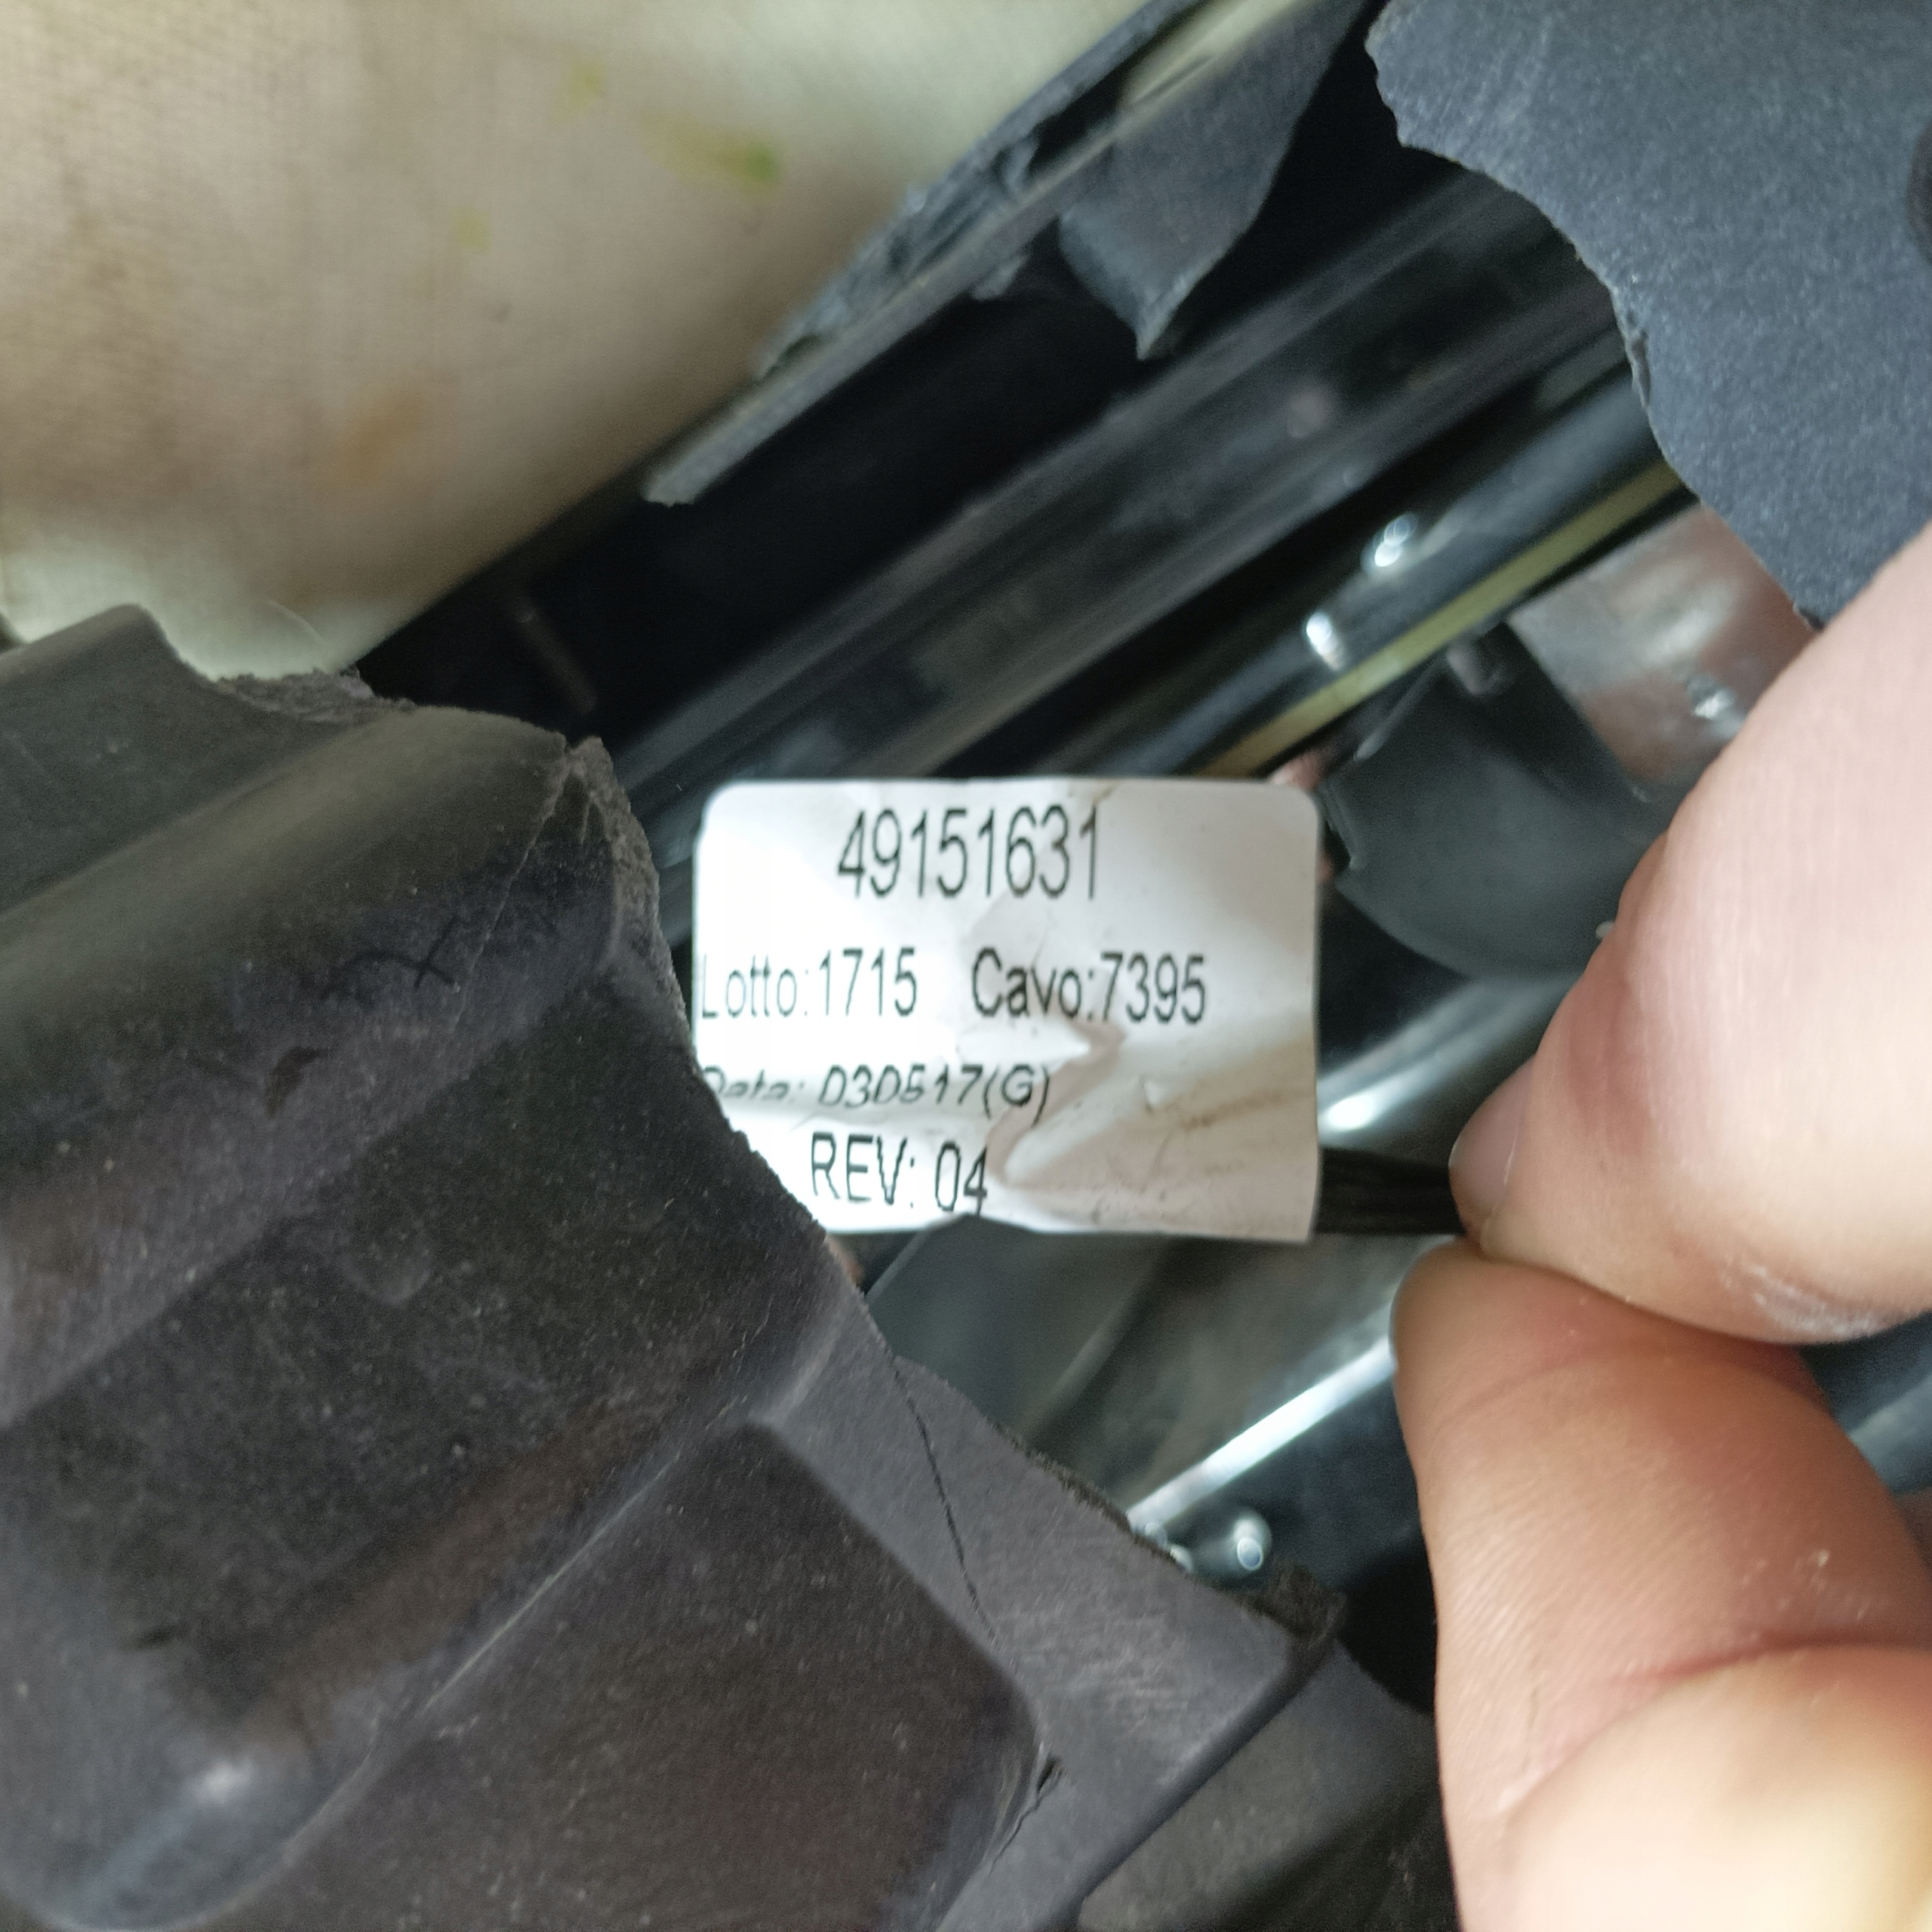 49151631
Lotto:1715 Cavo:7395
Data: 030517(G)
REV: 04